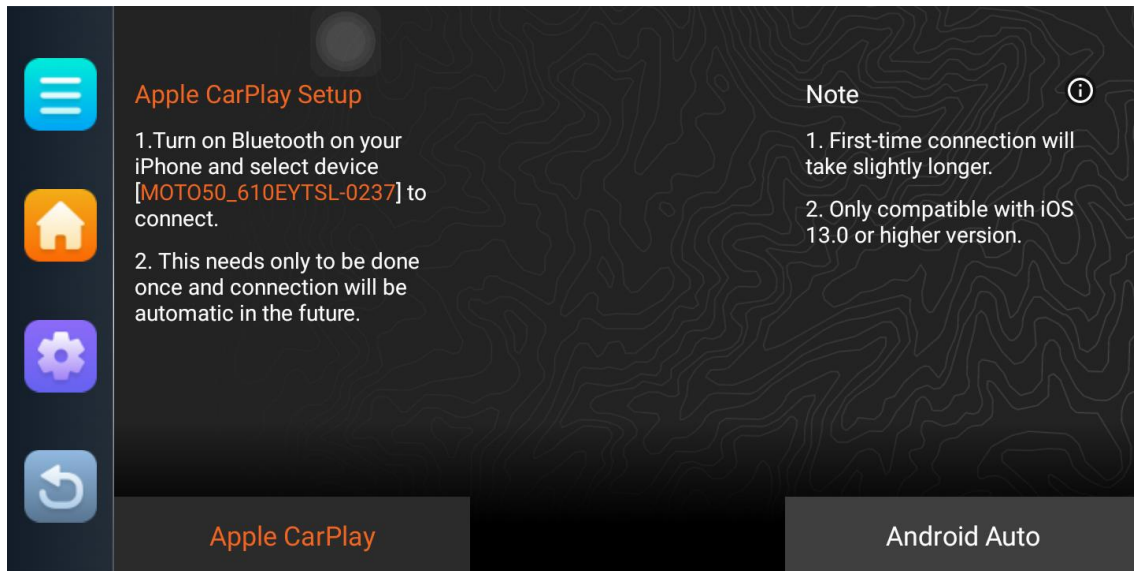 Apple CarPlay Setup
1.Turn on Bluetooth on your
iPhone and select device
[MOTO50_610EYTSL-0237] to
connect.
2. This needs only to be done
once and connection will be
automatic in the future.
Note
1. First-time connection will
take slightly longer.
2. Only compatible with iOS
13.0 or higher version.
Apple CarPlay
Android Auto